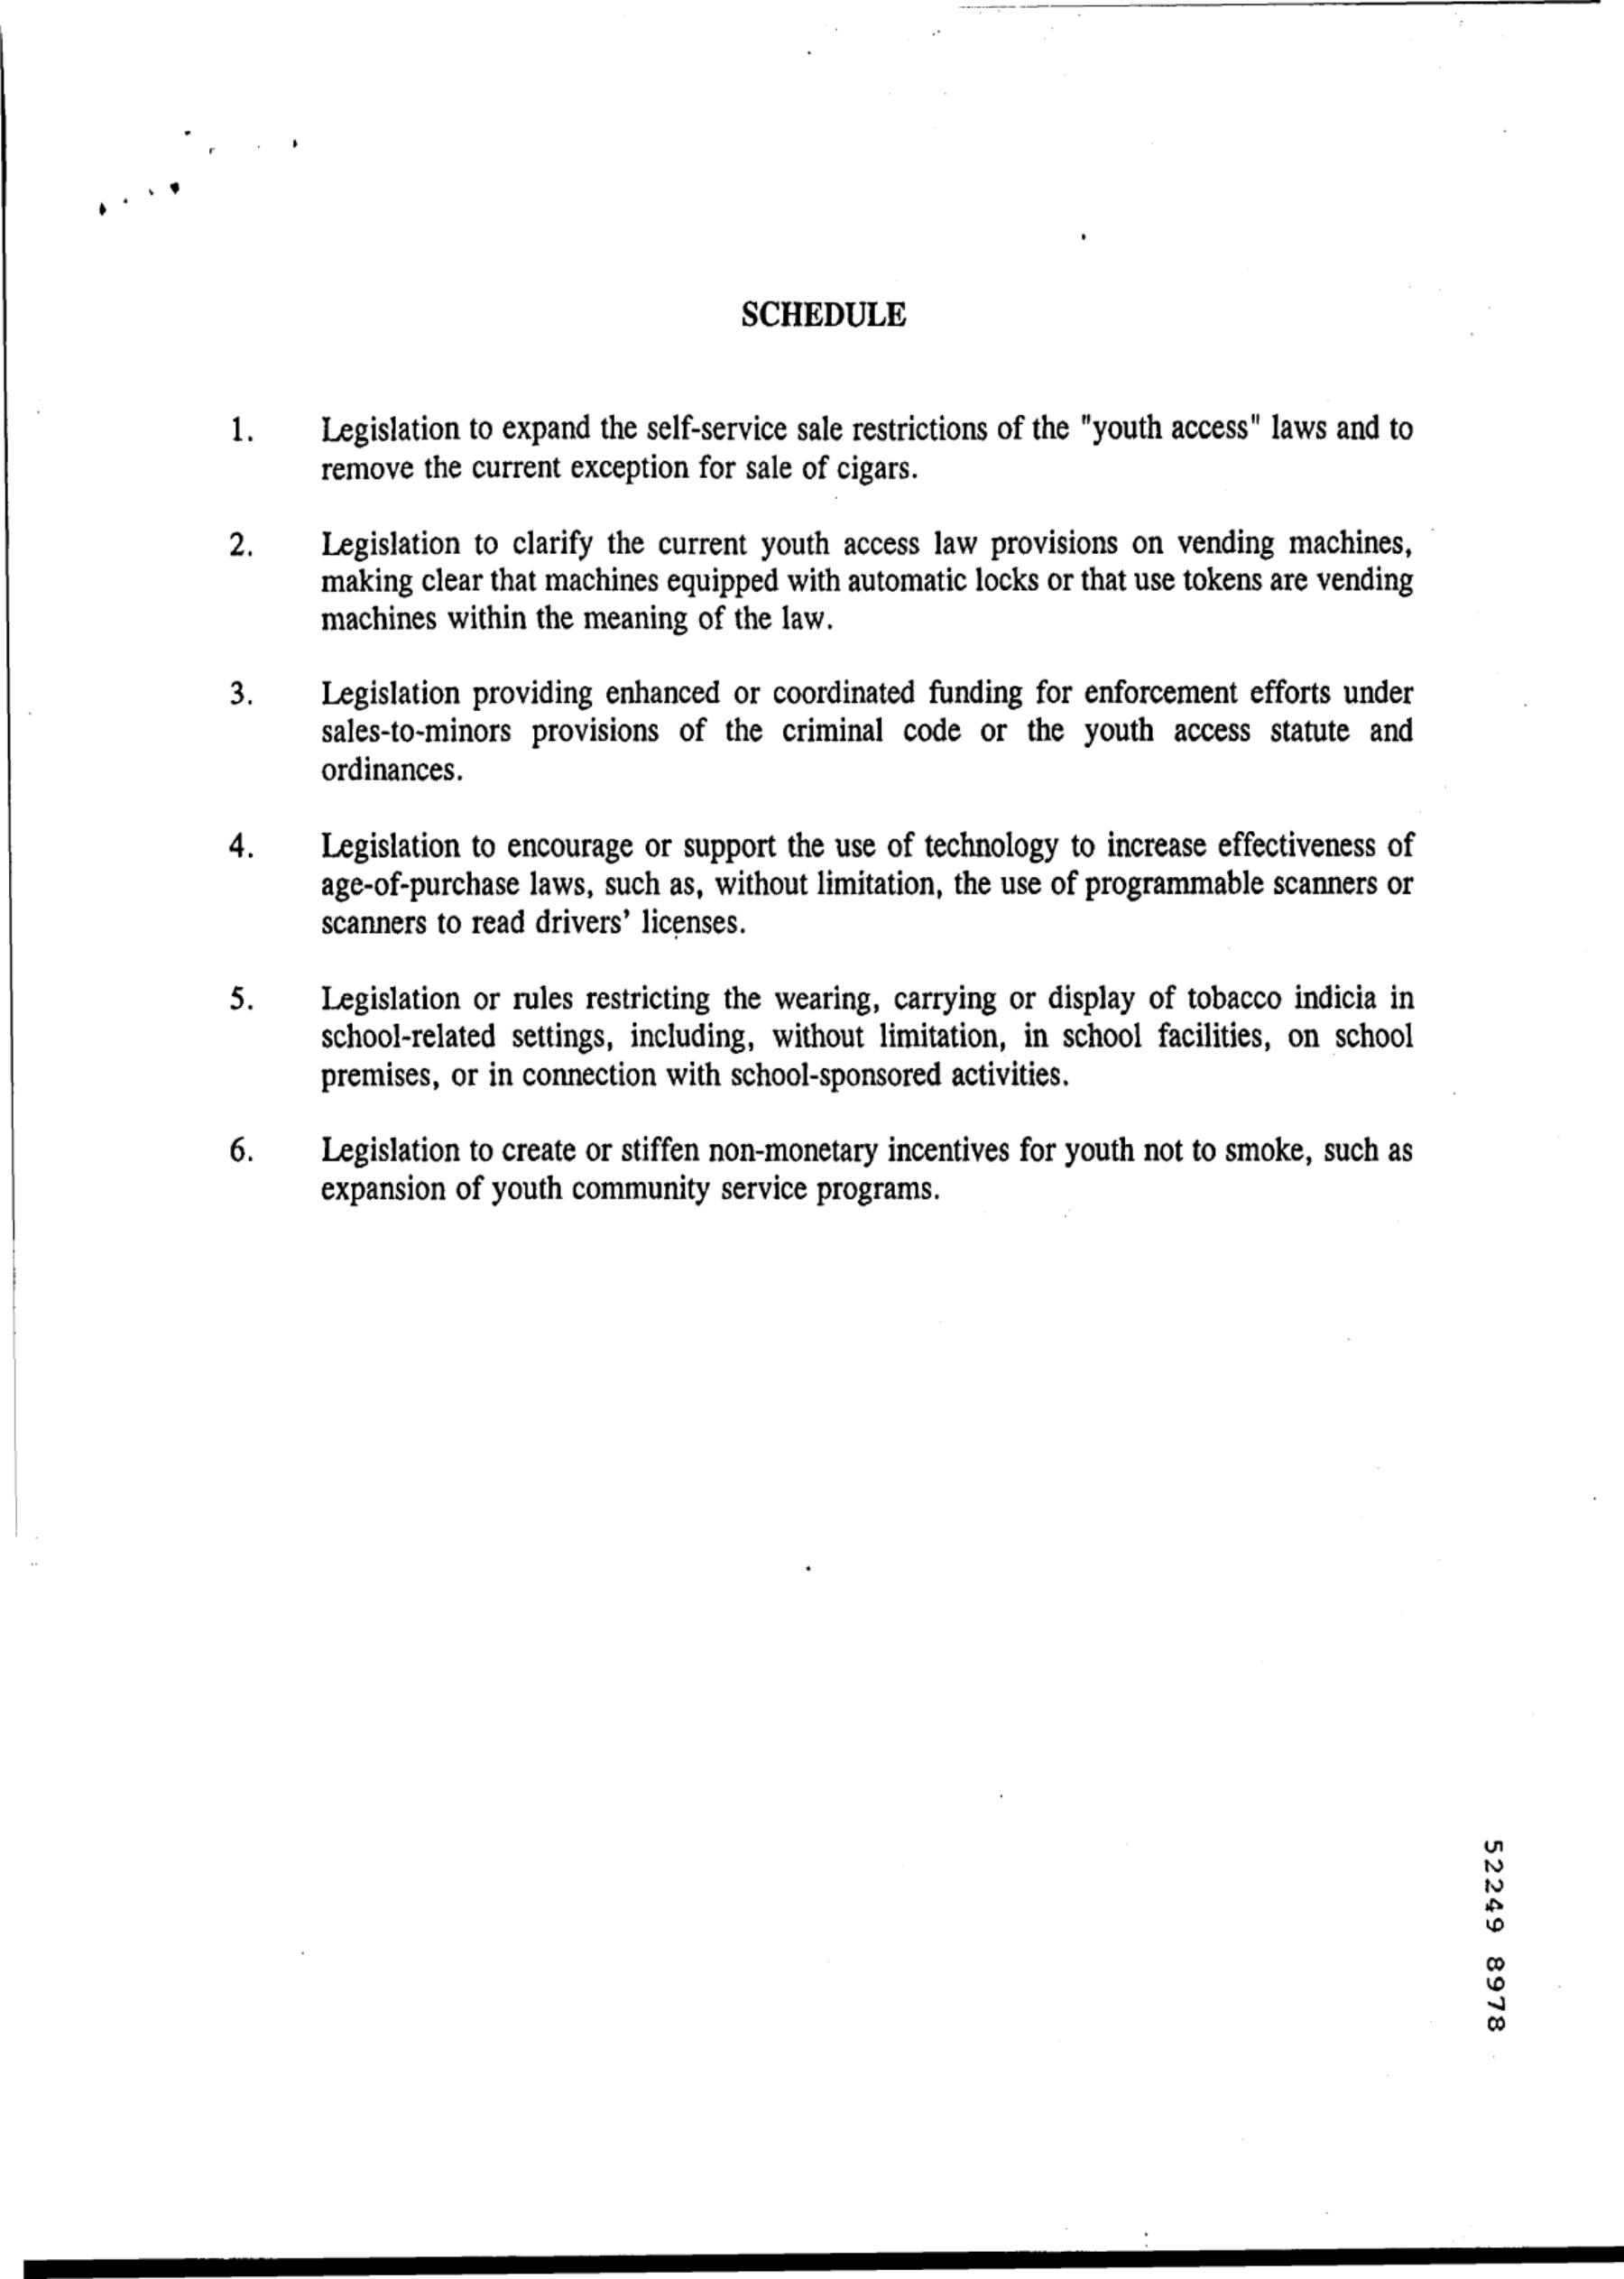 SCHEDULE
1. Legislation to expand the self-service sale restrictions of the "youth access" laws and to
remove the current exception for sale of cigars.
2. Legislation to clarify the current youth access law provisions on vending machines,
making clear that machines equipped with automatic locks or that use tokens are vending
machines within the meaning of the law.
3. Legislation providing enhanced or coordinated funding for enforcement efforts under
sales-to-minors provisions of the criminal code or the youth access statute and
ordinances.
4. Legislation to encourage or support the use of technology to increase effectiveness of
age-of-purchase laws, such as, without limitation, the use of programmable scanners or
scanners to read drivers' licenses.
5. Legislation or rules restricting the wearing, carrying or display of tobacco indicia in
school-related settings, including, without limitation, in school facilities, on school
premises, or in connection with school-sponsored activities.
6. Legislation to create or stiffen non-monetary incentives for youth not to smoke, such as
expansion of youth community service programs.
52249 8978